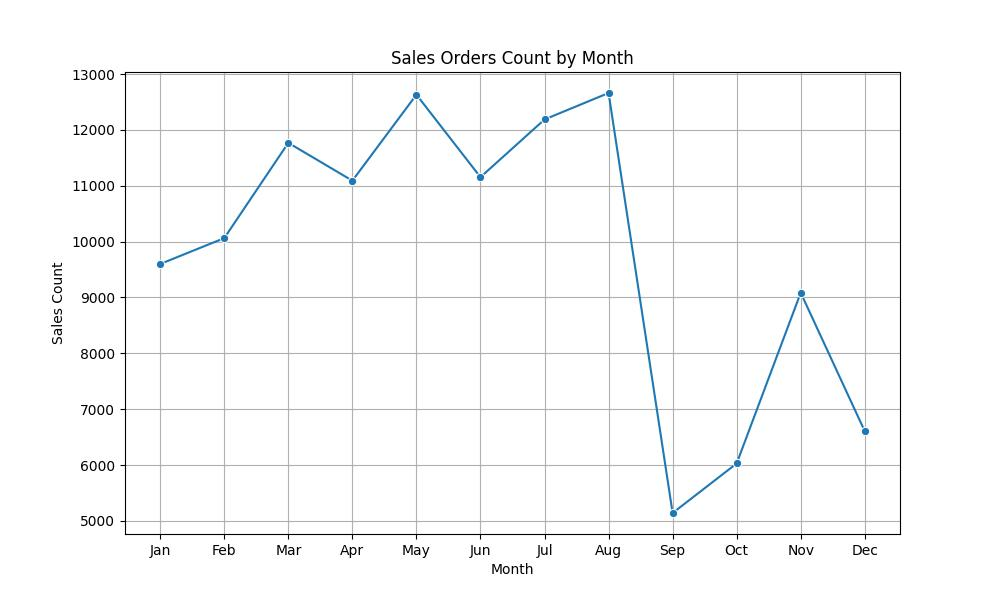 Sales Orders Count by Month
13000
12000
11000
10000
9000
8000
7000
6000
5000
Sales Count
Jan Feb Mar Apr May Jun Jul Aug Sep Oct Nov Dec
Month